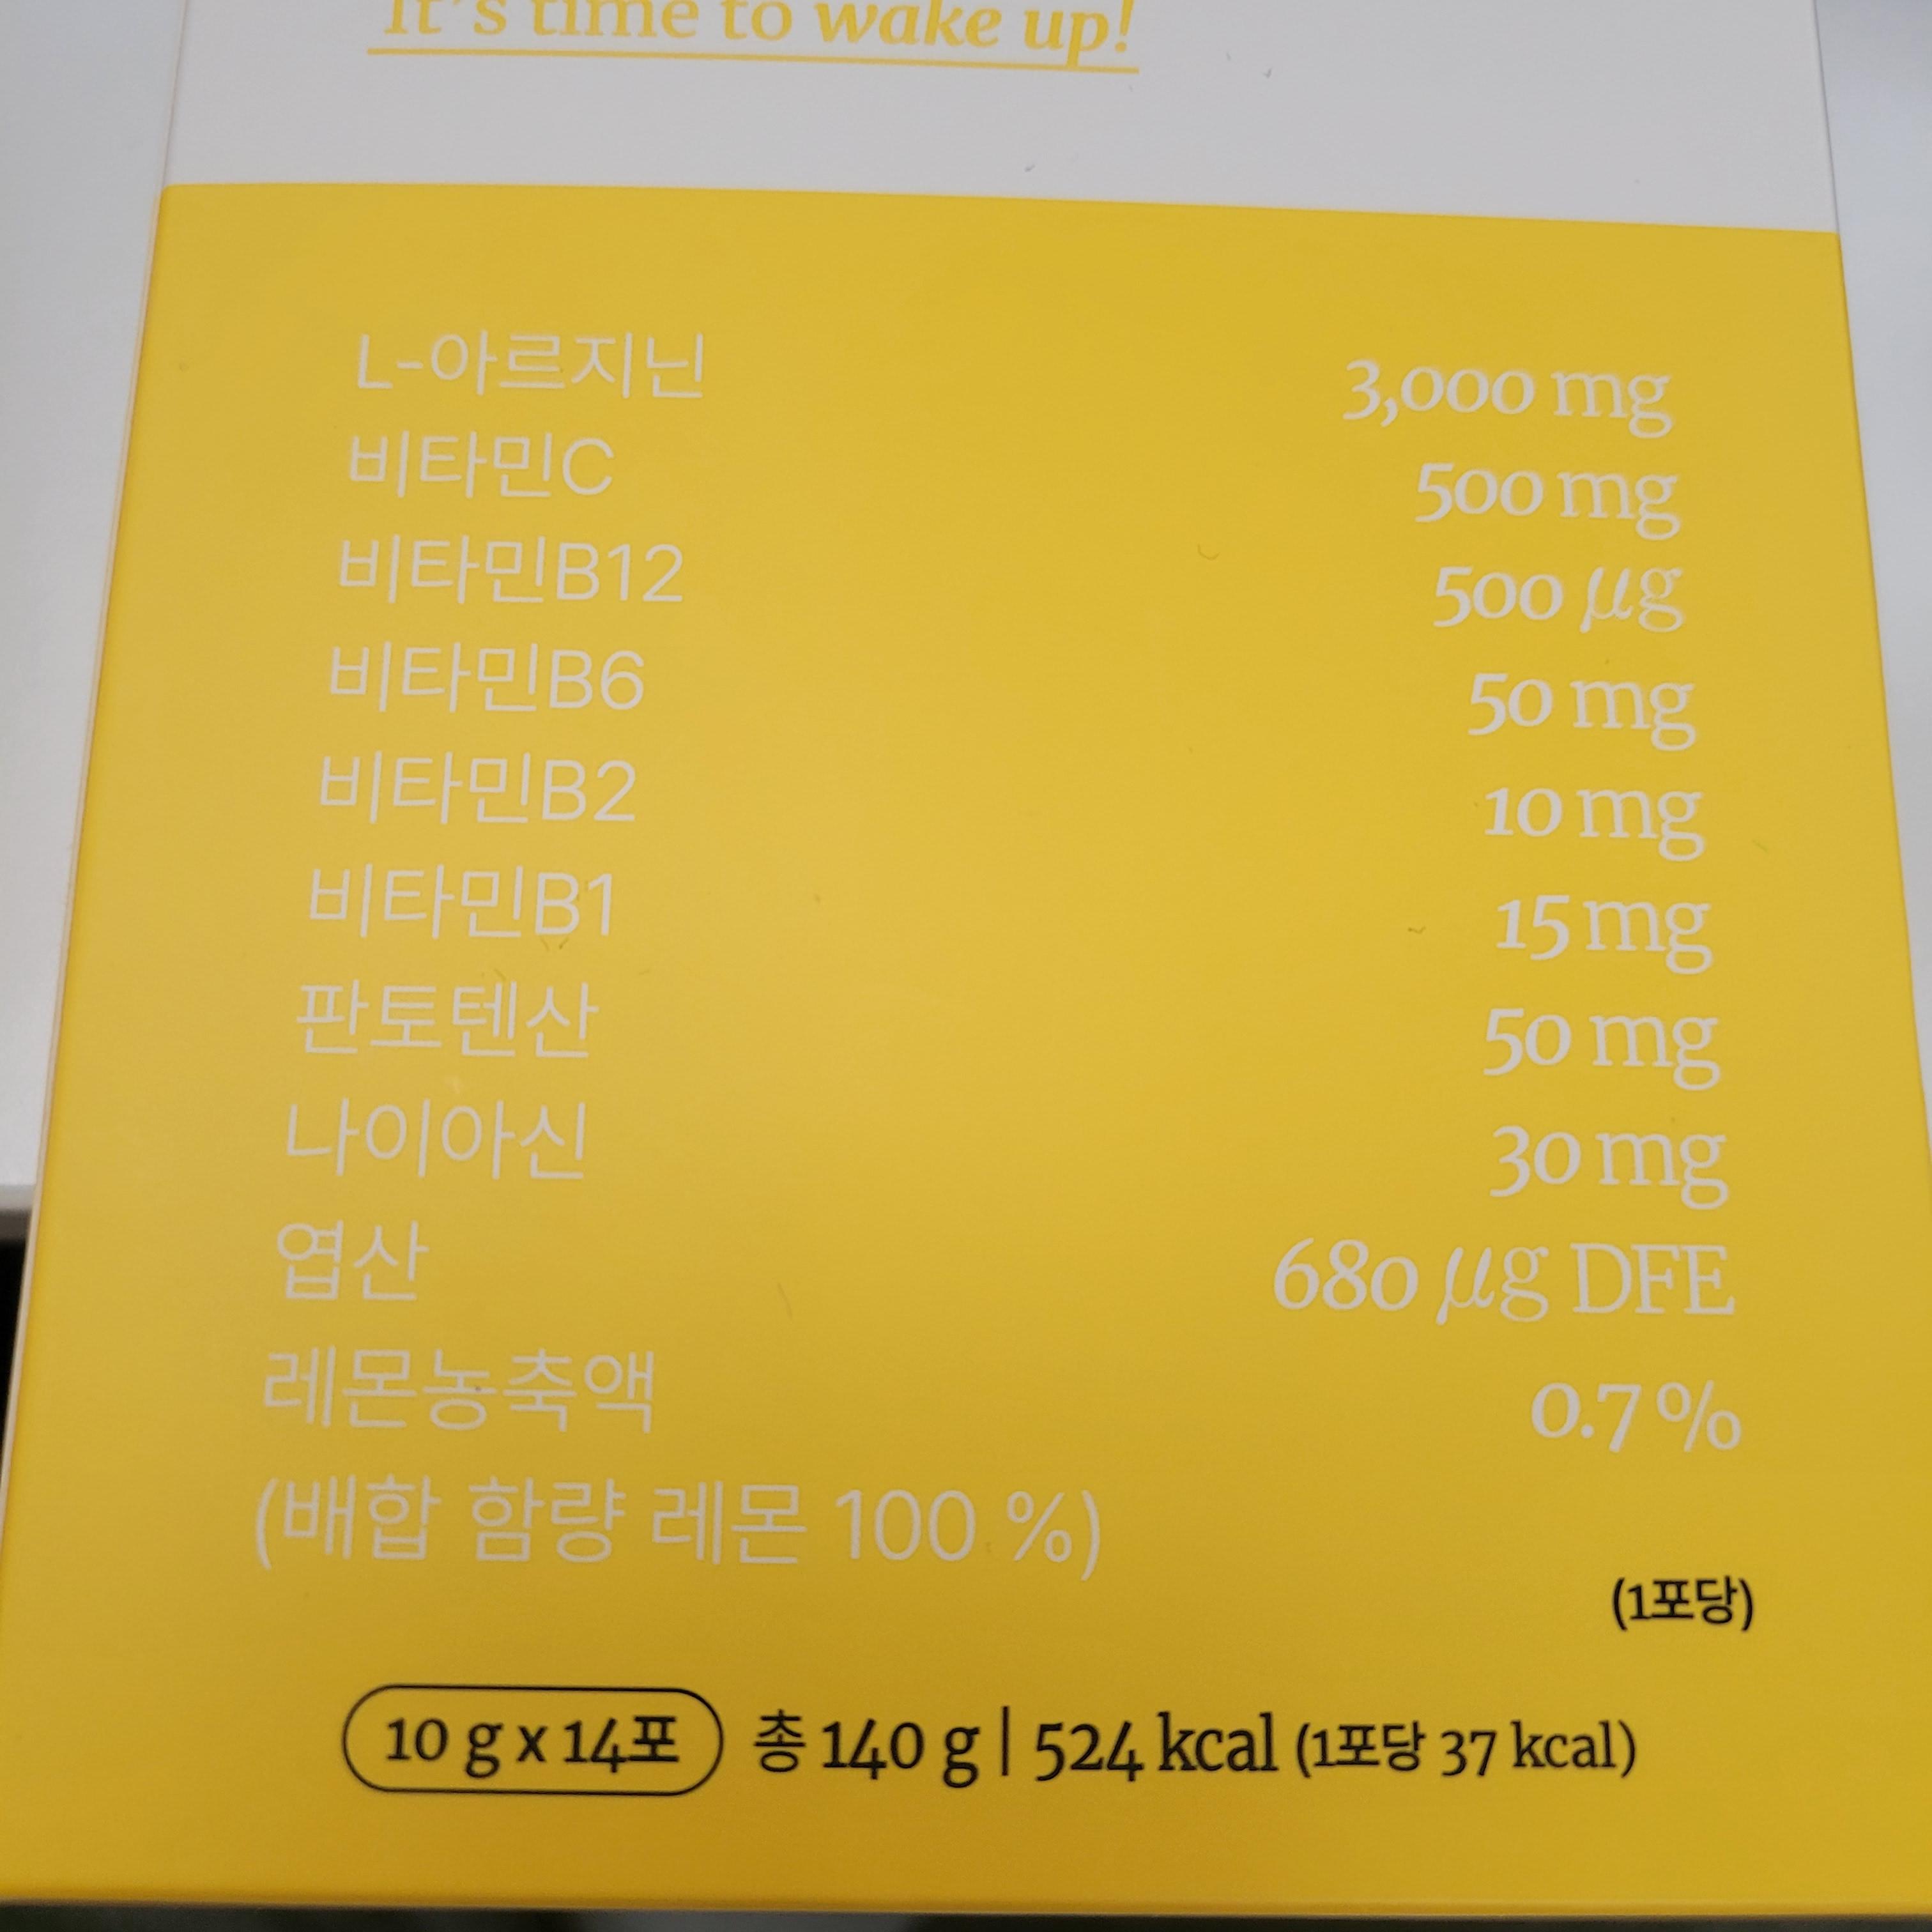 It's time to wake up!
L-아르지닌 3,000 mg
비타민C 500 mg
비타민B12 500 µg
비타민B6 50 mg
비타민B2 10 mg
비타민B1 15 mg
판토텐산 50 mg
나이아신 30 mg
엽산 680 µg DFE
레몬농축액 0.7 %
(배합 함량 레몬 100 %)
(1포당)
10 g x 14포 총 140 g | 524 kcal (1포당 37 kcal)